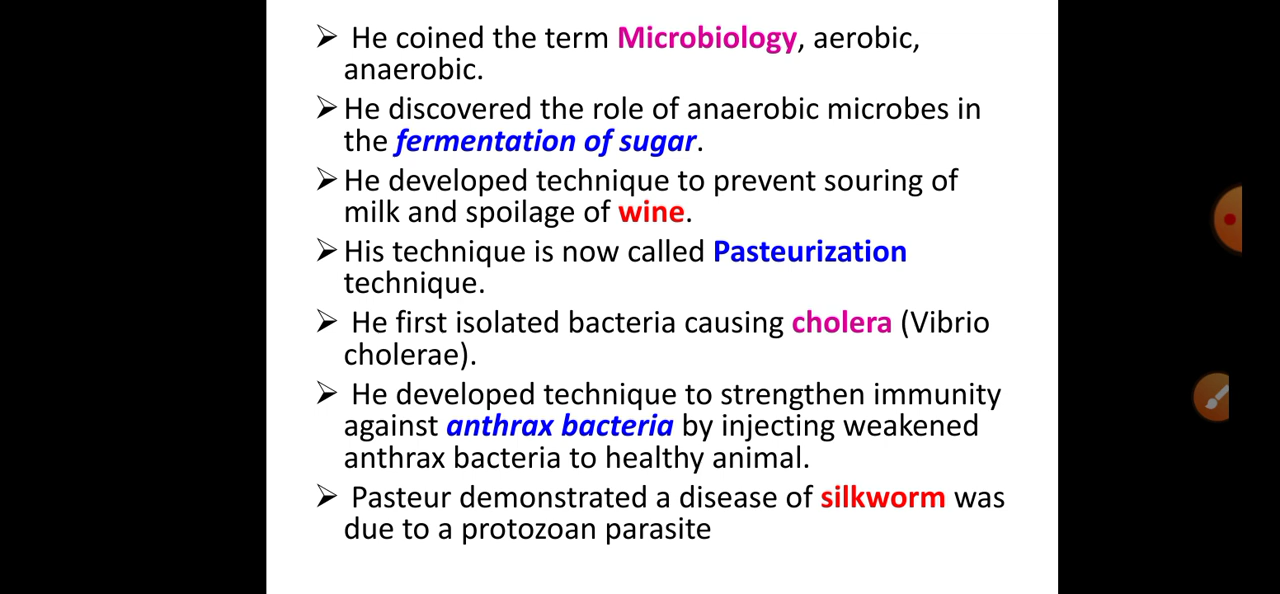 ➢ He coined the term Microbiology, aerobic,
anaerobic.
➢ He discovered the role of anaerobic microbes in
the fermentation of sugar.
➢ He developed technique to prevent souring of
milk and spoilage of wine.
➢ His technique is now called Pasteurization
technique.
➢ He first isolated bacteria causing cholera (Vibrio
cholerae).
➢ He developed technique to strengthen immunity
against anthrax bacteria by injecting weakened
anthrax bacteria to healthy animal.
➢ Pasteur demonstrated a disease of silkworm was
due to a protozoan parasite